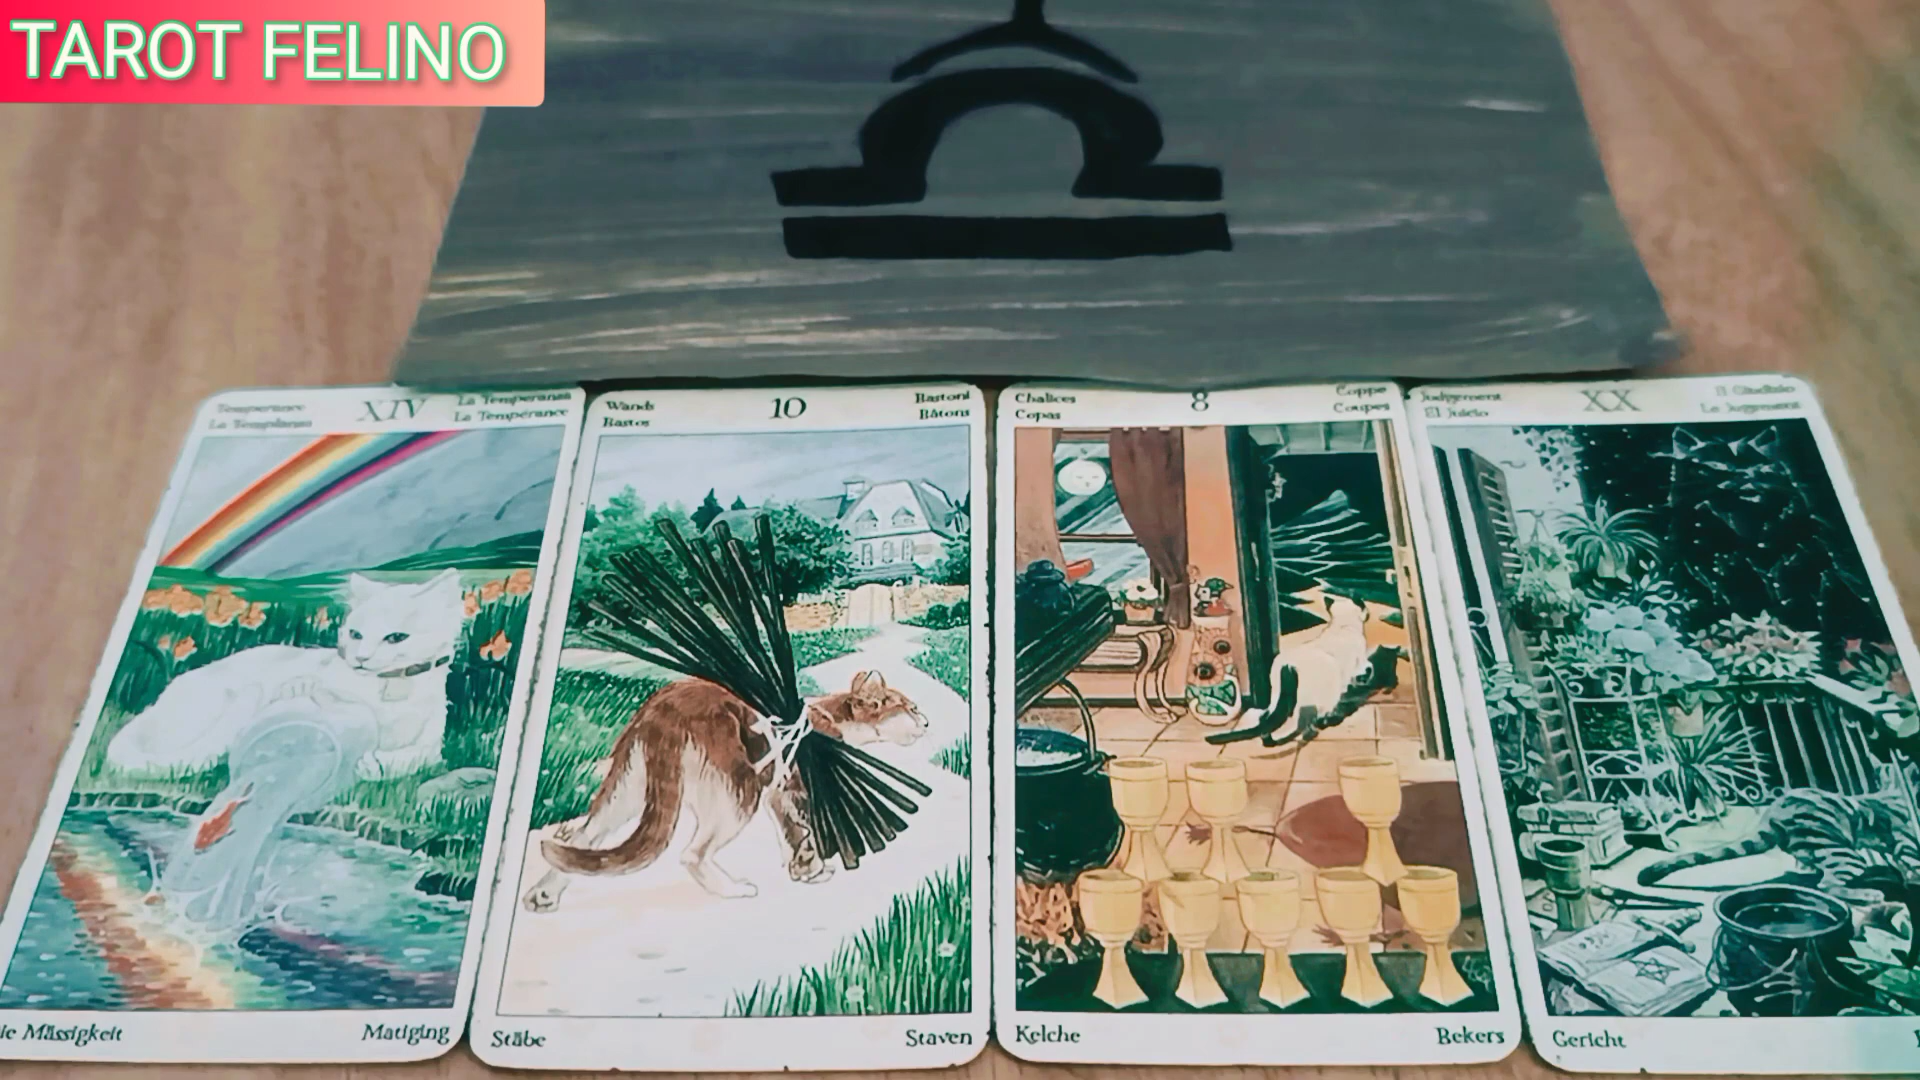 TAROT FELINO
Temperance
La Templanza
XIV
La Temperanza
La Tempérance
Wands
Bastos
10
Bastoni
Bâtons
Chalices
Copas
8
Coppe
Coupes
Judgement
El Juicio
XX
Il Giudizio
Le Jugement
ie Mässigkeit
Matiging
Stäbe
Staven
Kelche
Bekers
Gericht